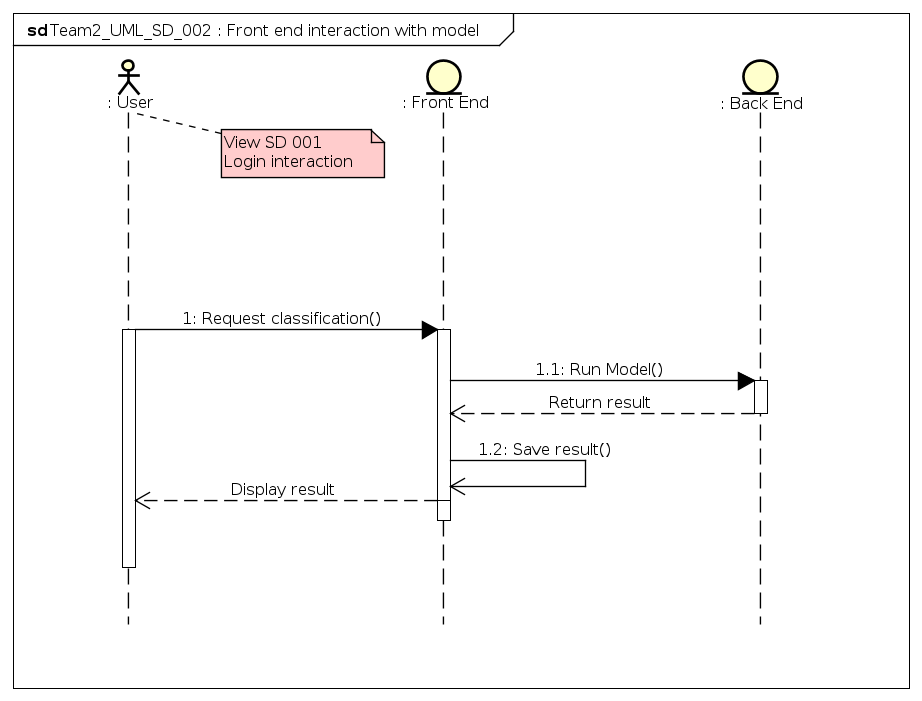 sd Team2_UML_SD_002 : Front end interaction with model
: User
: Front End
: Back End
View SD 001
Login interaction
1: Request classification()
1.1: Run Model()
Return result
1.2: Save result()
Display result